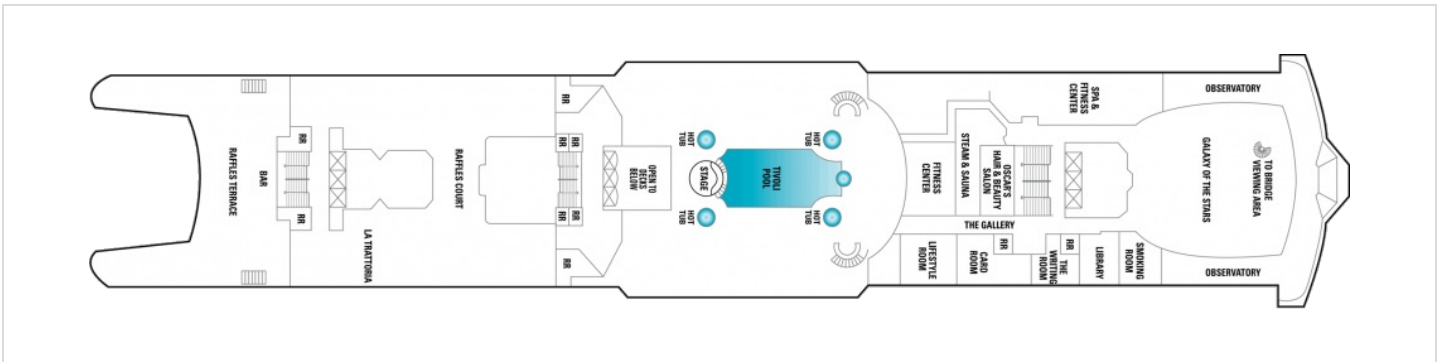 RAFFLES TERRACE
BAR
RR
RR
LA TRATTORIA
RAFFLES COURT
RR
RR
RR
RR
RR
RR
OPEN TO
DECKS
BELOW
HOT
TUB
HOT
TUB
STAGE
TIVOLI
POOL
HOT
TUB
HOT
TUB
FITNESS
CENTER
STEAM & SAUNA
OSCAR'S
HAIR & BEAUTY
SALON
SPA &
FITNESS
CENTER
THE GALLERY
LIFESTYLE
ROOM
CARD
ROOM
RR
THE
WRITING
ROOM
RR
LIBRARY
SMOKING
ROOM
OBSERVATORY
GALAXY OF THE STARS
TO BRIDGE
VIEWING AREA
OBSERVATORY